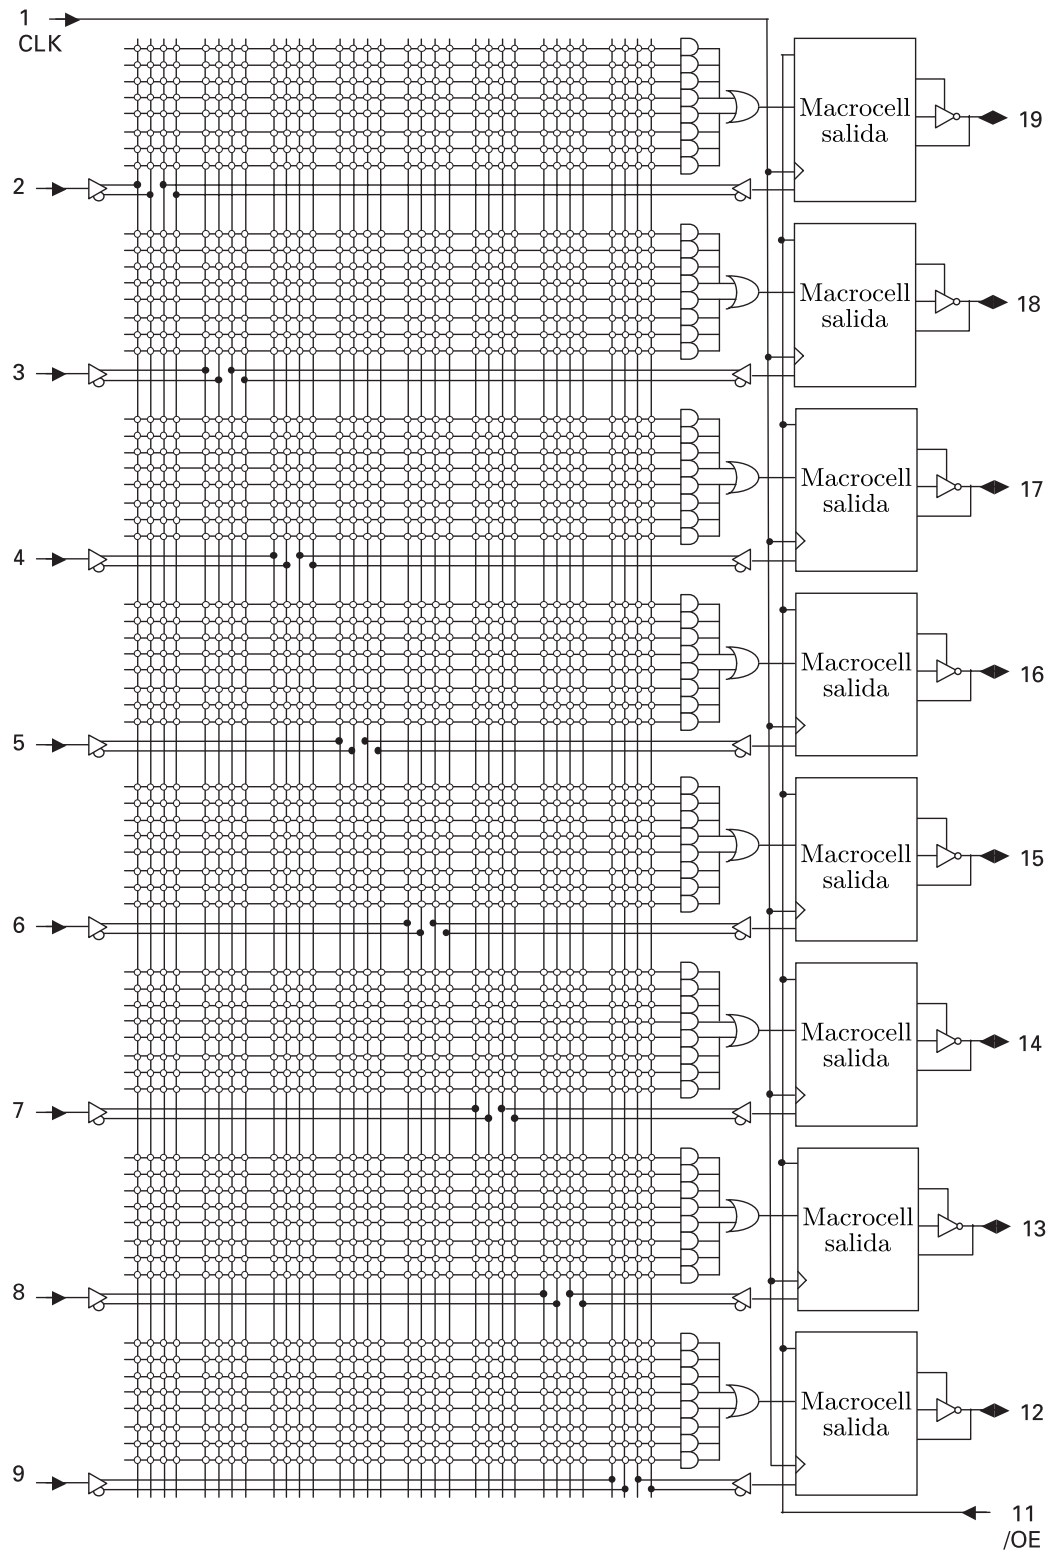 1
CLK
Macrocell
salida
19
2
Macrocell
salida
18
3
Macrocell
salida
17
4
Macrocell
salida
16
5
Macrocell
salida
15
6
Macrocell
salida
14
7
Macrocell
salida
13
8
Macrocell
salida
12
9
11
/OE